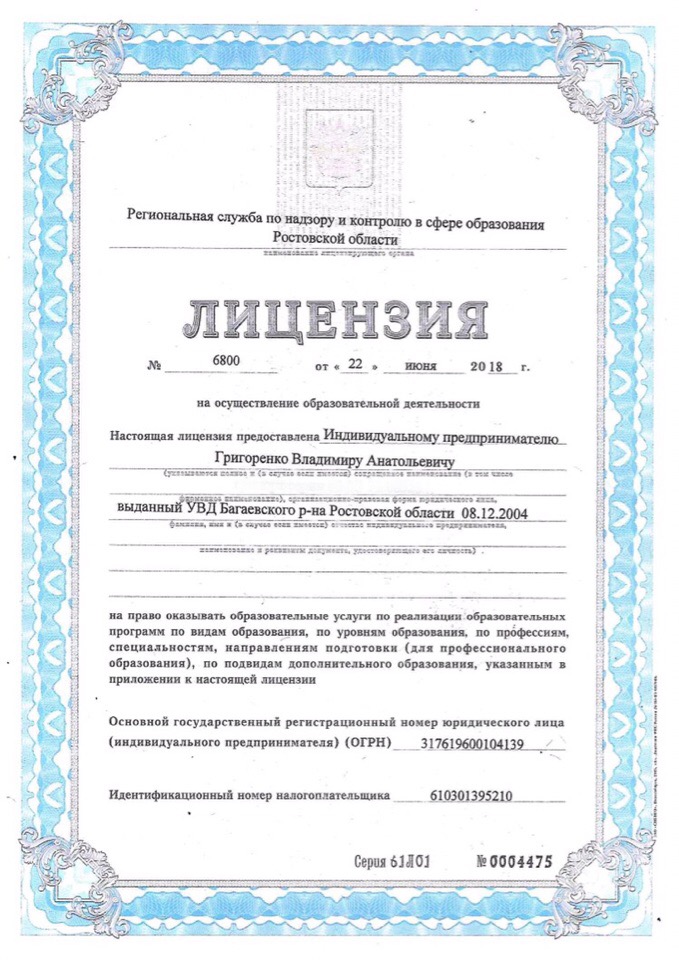 Региональная служба по надзору и контролю в сфере образования
Ростовской области
наименование лицензирующего органа
ЛИЦЕНЗИЯ
№ 6800 от « 22 » июня 2018 г.
на осуществление образовательной деятельности
Настоящая лицензия предоставлена Индивидуальному предпринимателю
Григоренко Владимиру Анатольевичу
(указываются полное и (в случае если имеется) сокращенное наименование (в том числе
фирменное наименование), организационно-правовая форма юридического лица,
выданный УВД Багаевского р-на Ростовской области 08.12.2004
фамилия, имя и (в случае если имеется) отчество индивидуального предпринимателя,
наименование и реквизиты документа, удостоверяющего его личность)
на право оказывать образовательные услуги по реализации образовательных
программ по видам образования, по уровням образования, по профессиям,
специальностям, направлениям подготовки (для профессионального
образования), по подвидам дополнительного образования, указанным в
приложении к настоящей лицензии
Основной государственный регистрационный номер юридического лица
(индивидуального предпринимателя) (ОГРН) 317619600104139
Идентификационный номер налогоплательщика 610301395210
Серия 61Л01 № 0004475